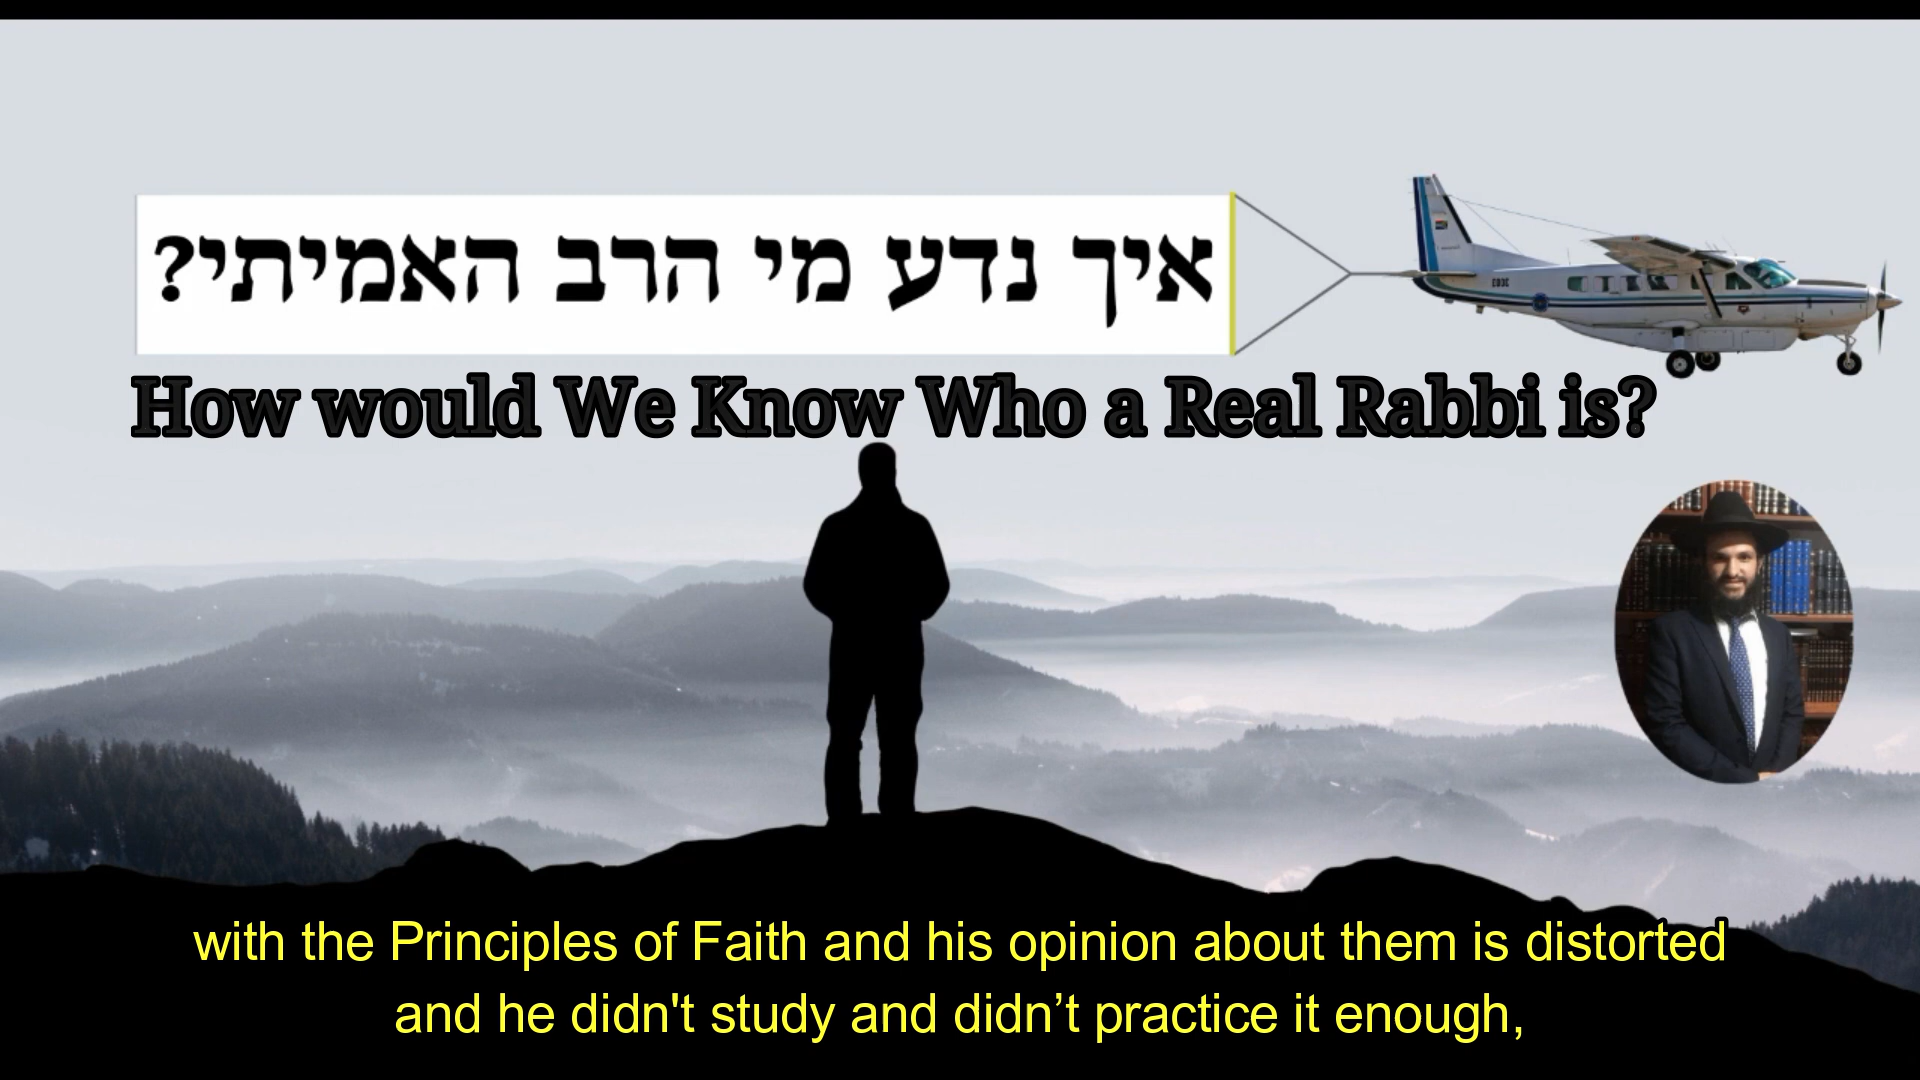 איך נדע מי הרב האמיתי?
How would We Know Who a Real Rabbi is?
with the Principles of Faith and his opinion about them is distorted
and he didn't study and didn’t practice it enough,